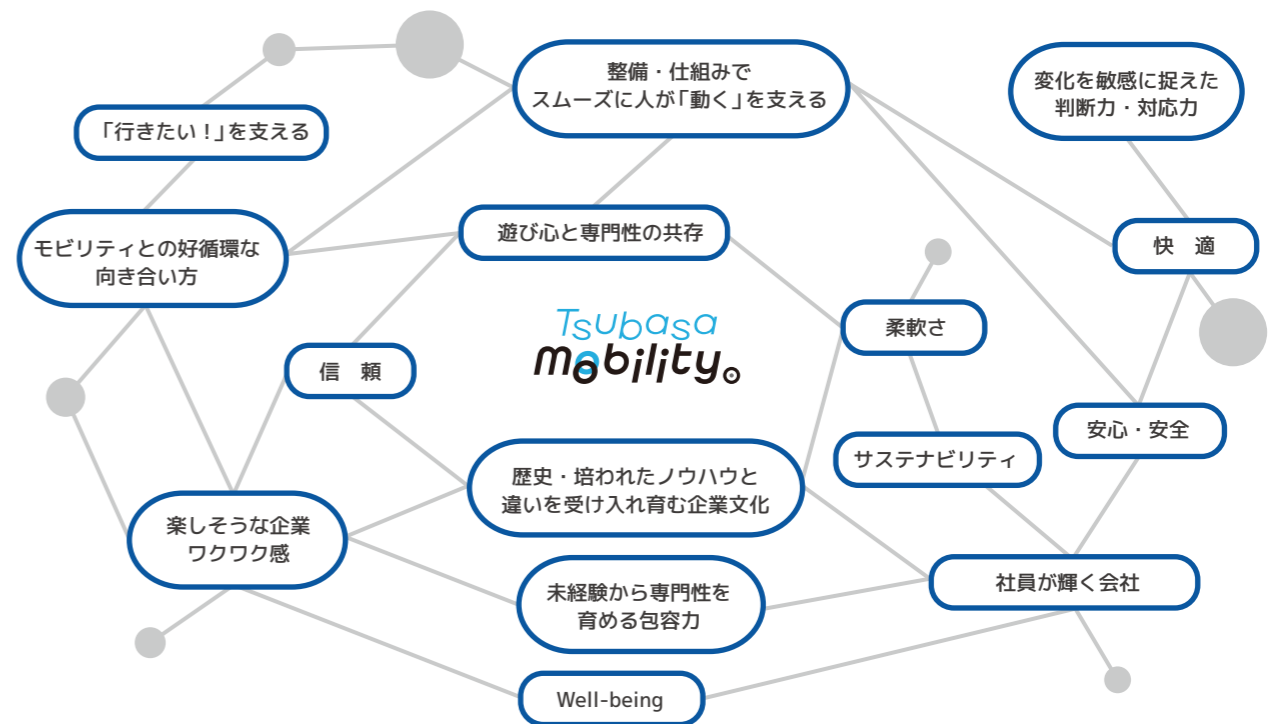 整備・仕組みで
スムーズに人が「動く」を支える
変化を敏感に捉えた
判断力・対応力
「行きたい！」を支える
モビリティとの好循環な
向き合い方
遊び心と専門性の共存
快　適
柔軟さ
Tsubasa
mobility.
信　頼
安心・安全
サステナビリティ
歴史・培われたノウハウと
違いを受け入れ育む企業文化
楽しそうな企業
ワクワク感
未経験から専門性を
育める包容力
社員が輝く会社
Well-being